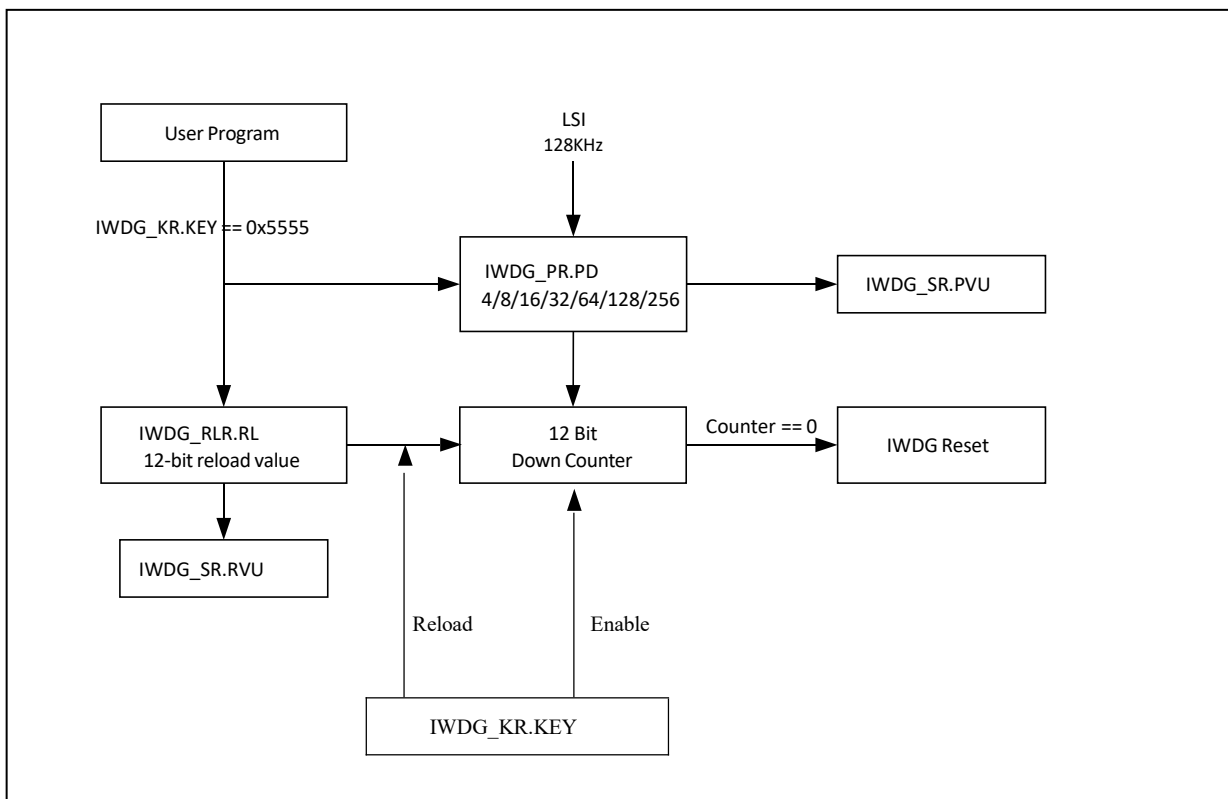 User Program
LSI
128KHz
IWDG_KR.KEY == 0x5555
IWDG_PR.PD
4/8/16/32/64/128/256
IWDG_SR.PVU
IWDG_RLR.RL
12-bit reload value
12 Bit
Down Counter
Counter == 0
IWDG Reset
IWDG_SR.RVU
Reload
Enable
IWDG_KR.KEY